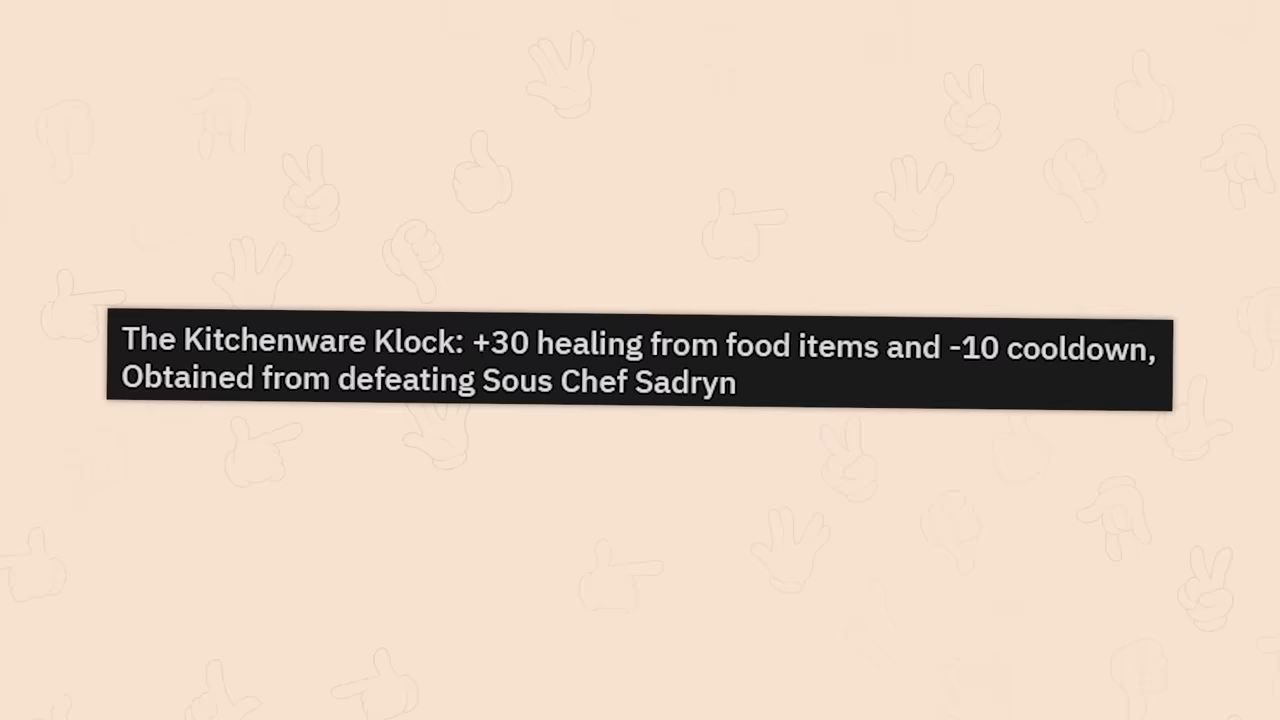 The Kitchenware Klock: +30 healing from food items and -10 cooldown,
Obtained from defeating Sous Chef Sadryn